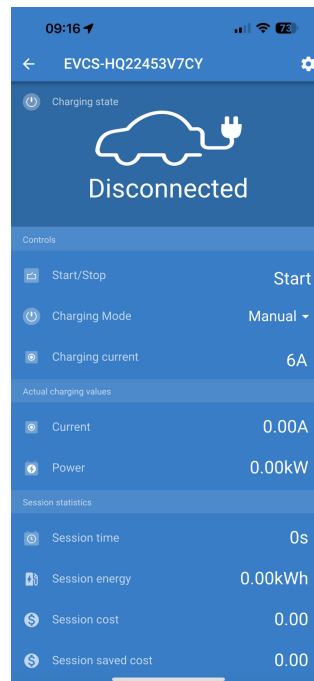 09:16
73
EVCS-HQ22453V7CY
Charging state
Disconnected
Controls
Start/Stop Start
Charging Mode Manual
Charging current 6A
Actual charging values
Current 0.00A
Power 0.00kW
Session statistics
Session time 0s
Session energy 0.00kWh
Session cost 0.00
Session saved cost 0.00